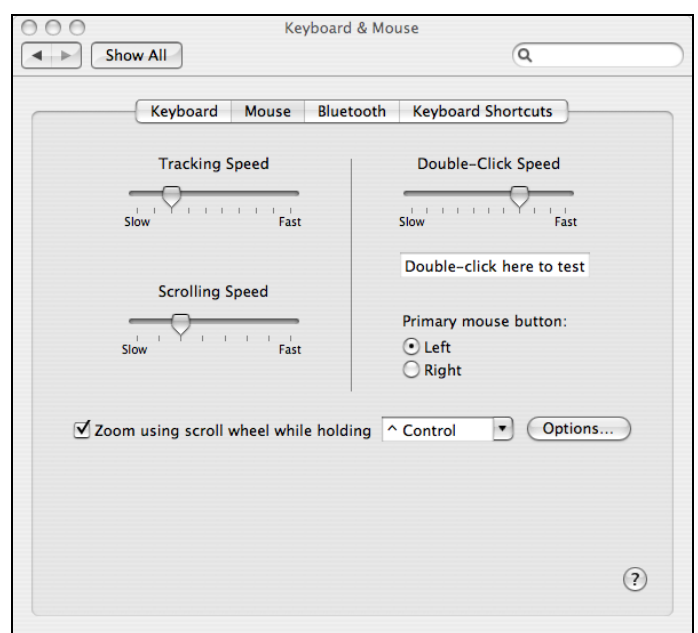 Keyboard & Mouse
Show All
Keyboard Mouse Bluetooth Keyboard Shortcuts
Tracking Speed
Slow Fast
Double-Click Speed
Slow Fast
Double-click here to test
Scrolling Speed
Slow Fast
Primary mouse button:
Left
Right
Zoom using scroll wheel while holding ^ Control Options...
?